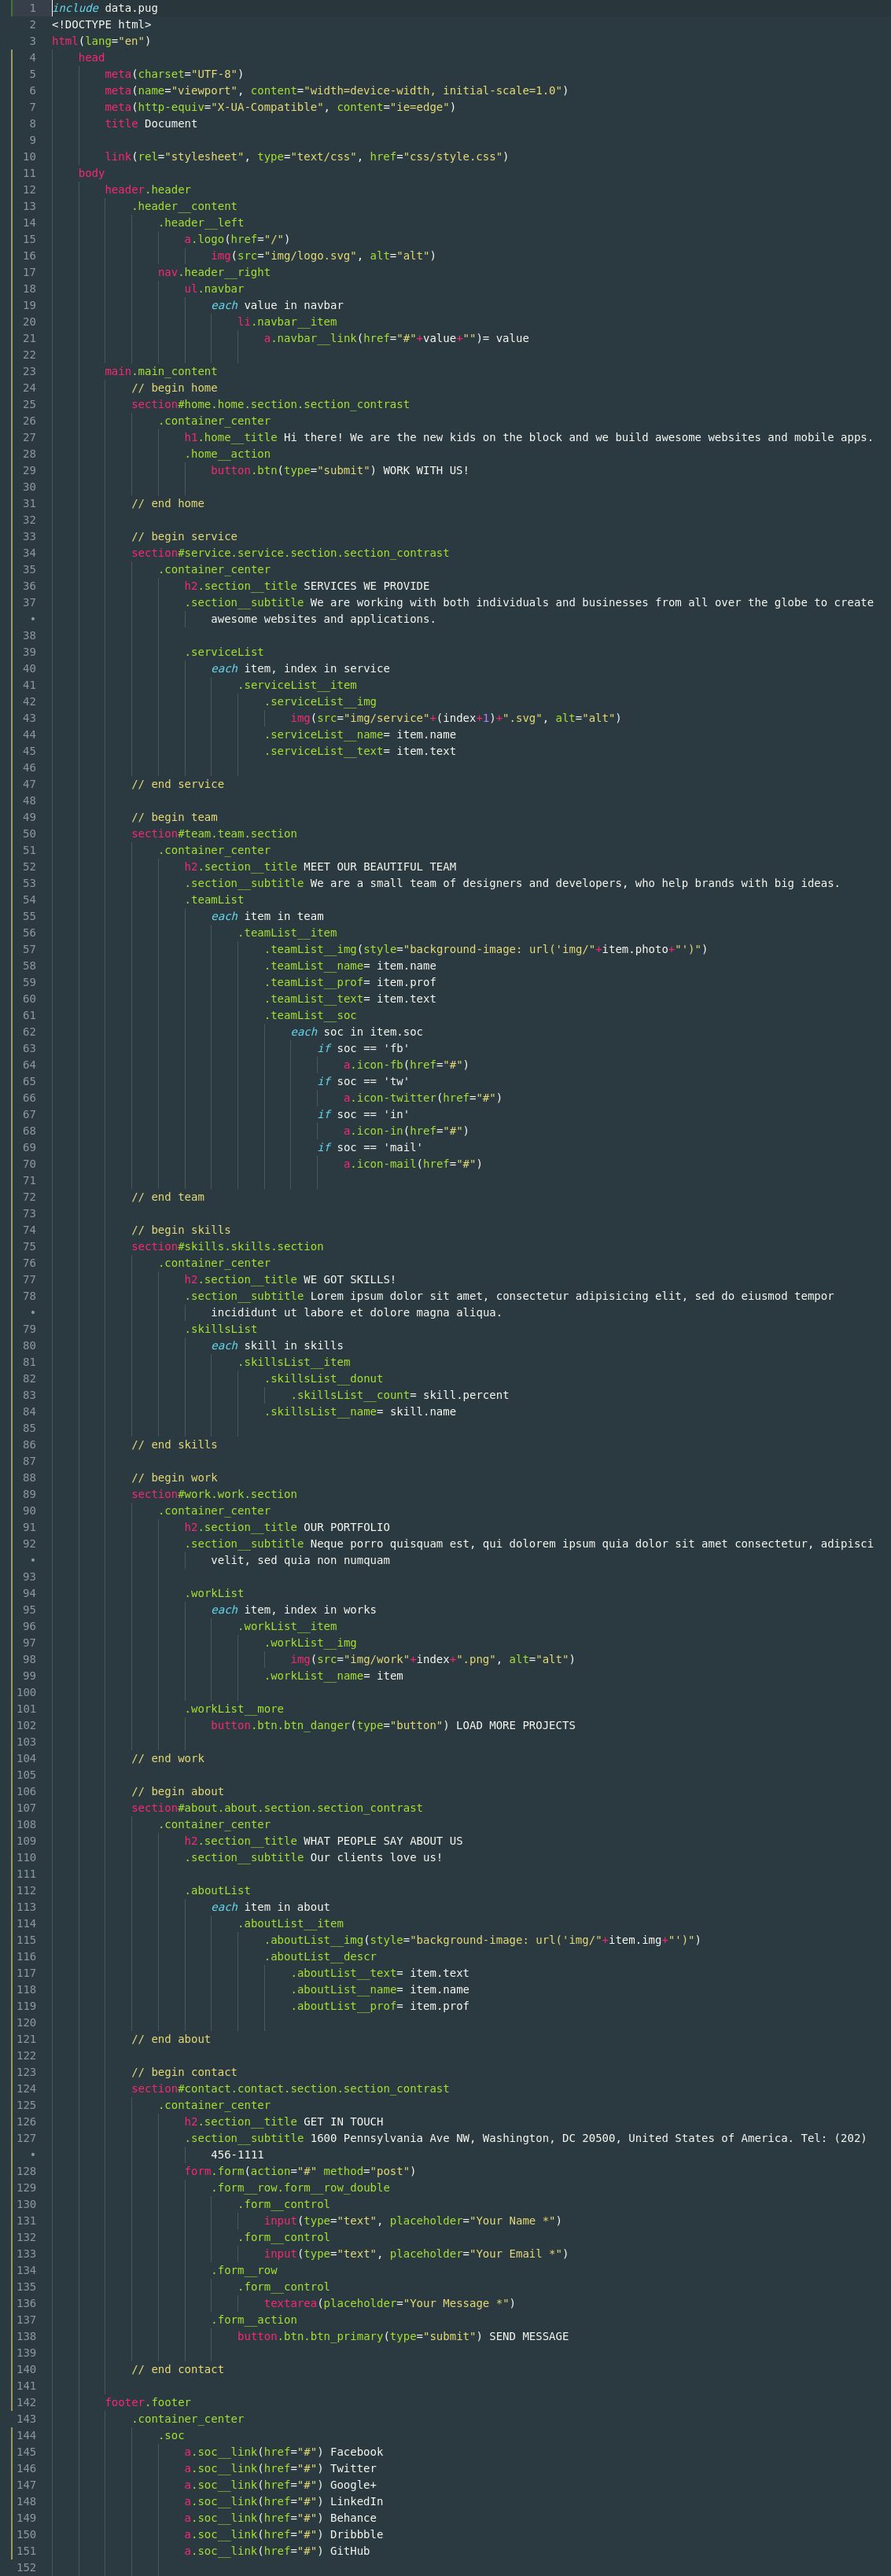 1 include data.pug
2 <!DOCTYPE html>
3 html(lang="en")
4 head
5 meta(charset="UTF-8")
6 meta(name="viewport", content="width=device-width, initial-scale=1.0")
7 meta(http-equiv="X-UA-Compatible", content="ie=edge")
8 title Document
9
10 link(rel="stylesheet", type="text/css", href="css/style.css")
11 body
12 header.header
13 .header__content
14 .header__left
15 a.logo(href="/")
16 img(src="img/logo.svg", alt="alt")
17 nav.header__right
18 ul.navbar
19 each value in navbar
20 li.navbar__item
21 a.navbar__link(href="#"+value+"")= value
22
23 main.main_content
24 // begin home
25 section#home.home.section.section_contrast
26 .container_center
27 h1.home__title Hi there! We are the new kids on the block and we build awesome websites and mobile apps.
28 .home__action
29 button.btn(type="submit") WORK WITH US!
30
31 // end home
32
33 // begin service
34 section#service.service.section.section_contrast
35 .container_center
36 h2.section__title SERVICES WE PROVIDE
37 .section__subtitle We are working with both individuals and businesses from all over the globe to create
• awesome websites and applications.
38
39 .serviceList
40 each item, index in service
41 .serviceList__item
42 .serviceList__img
43 img(src="img/service"+(index+1)+".svg", alt="alt")
44 .serviceList__name= item.name
45 .serviceList__text= item.text
46
47 // end service
48
49 // begin team
50 section#team.team.section
51 .container_center
52 h2.section__title MEET OUR BEAUTIFUL TEAM
53 .section__subtitle We are a small team of designers and developers, who help brands with big ideas.
54 .teamList
55 each item in team
56 .teamList__item
57 .teamList__img(style="background-image: url('img/"+item.photo+"')")
58 .teamList__name= item.name
59 .teamList__prof= item.prof
60 .teamList__text= item.text
61 .teamList__soc
62 each soc in item.soc
63 if soc == 'fb'
64 a.icon-fb(href="#")
65 if soc == 'tw'
66 a.icon-twitter(href="#")
67 if soc == 'in'
68 a.icon-in(href="#")
69 if soc == 'mail'
70 a.icon-mail(href="#")
71
72 // end team
73
74 // begin skills
75 section#skills.skills.section
76 .container_center
77 h2.section__title WE GOT SKILLS!
78 .section__subtitle Lorem ipsum dolor sit amet, consectetur adipisicing elit, sed do eiusmod tempor
• incididunt ut labore et dolore magna aliqua.
79 .skillsList
80 each skill in skills
81 .skillsList__item
82 .skillsList__donut
83 .skillsList__count= skill.percent
84 .skillsList__name= skill.name
85
86 // end skills
87
88 // begin work
89 section#work.work.section
90 .container_center
91 h2.section__title OUR PORTFOLIO
92 .section__subtitle Neque porro quisquam est, qui dolorem ipsum quia dolor sit amet consectetur, adipisci
• velit, sed quia non numquam
93
94 .workList
95 each item, index in works
96 .workList__item
97 .workList__img
98 img(src="img/work"+index+".png", alt="alt")
99 .workList__name= item
100
101 .workList__more
102 button.btn.btn_danger(type="button") LOAD MORE PROJECTS
103
104 // end work
105
106 // begin about
107 section#about.about.section.section_contrast
108 .container_center
109 h2.section__title WHAT PEOPLE SAY ABOUT US
110 .section__subtitle Our clients love us!
111
112 .aboutList
113 each item in about
114 .aboutList__item
115 .aboutList__img(style="background-image: url('img/"+item.img+"')")
116 .aboutList__descr
117 .aboutList__text= item.text
118 .aboutList__name= item.name
119 .aboutList__prof= item.prof
120
121 // end about
122
123 // begin contact
124 section#contact.contact.section.section_contrast
125 .container_center
126 h2.section__title GET IN TOUCH
127 .section__subtitle 1600 Pennsylvania Ave NW, Washington, DC 20500, United States of America. Tel: (202)
• 456-1111
128 form.form(action="#" method="post")
129 .form__row.form__row_double
130 .form__control
131 input(type="text", placeholder="Your Name *")
132 .form__control
133 input(type="text", placeholder="Your Email *")
134 .form__row
135 .form__control
136 textarea(placeholder="Your Message *")
137 .form__action
138 button.btn.btn_primary(type="submit") SEND MESSAGE
139
140 // end contact
141
142 footer.footer
143 .container_center
144 .soc
145 a.soc__link(href="#") Facebook
146 a.soc__link(href="#") Twitter
147 a.soc__link(href="#") Google+
148 a.soc__link(href="#") LinkedIn
149 a.soc__link(href="#") Behance
150 a.soc__link(href="#") Dribbble
151 a.soc__link(href="#") GitHub
152